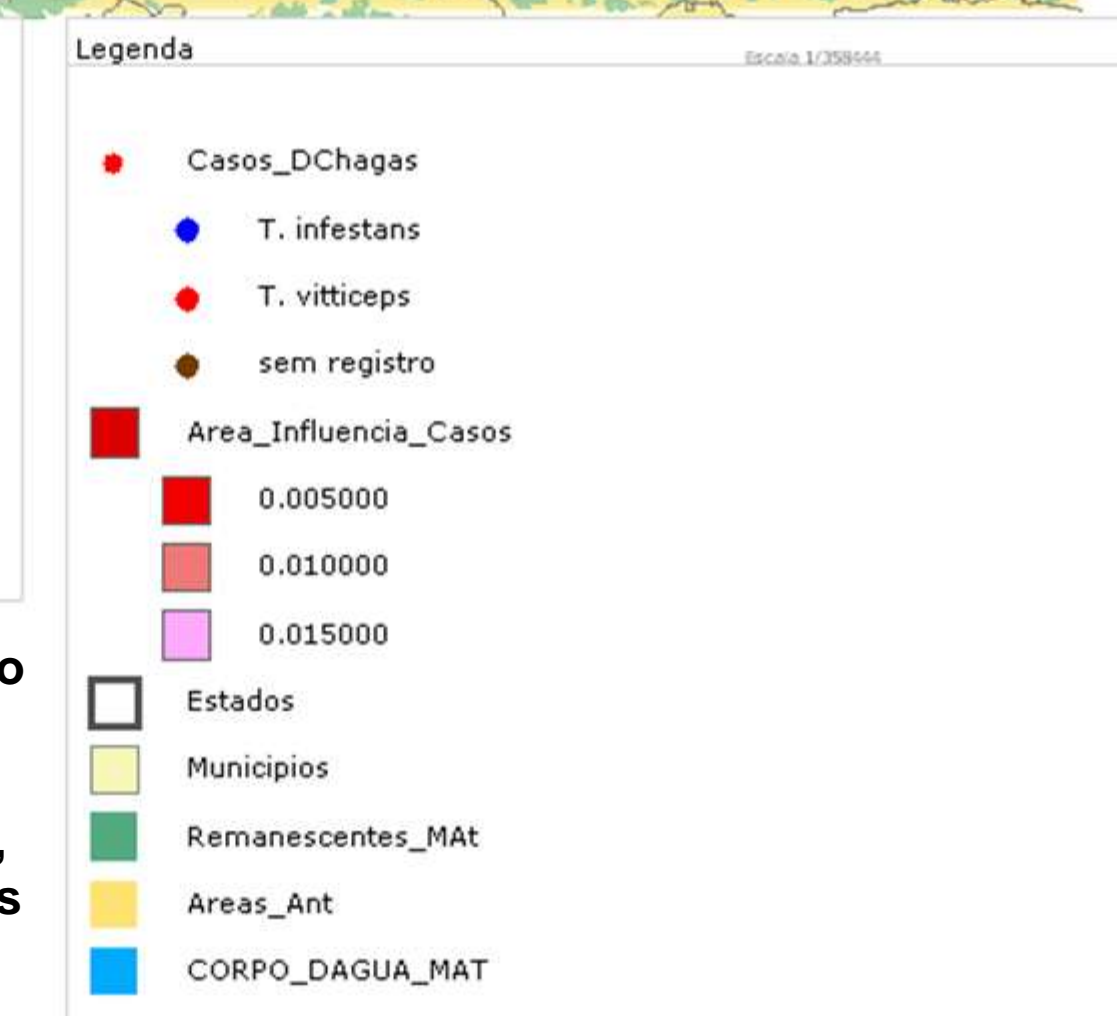 Legenda
Escala 1/358444
Casos_DChagas
T. infestans
T. vitticeps
sem registro
Area_Influencia_Casos
0.005000
0.010000
0.015000
o
Estados
Municipios
Remanescentes_MAt
,
s
Areas_Ant
CORPO_DAGUA_MAT